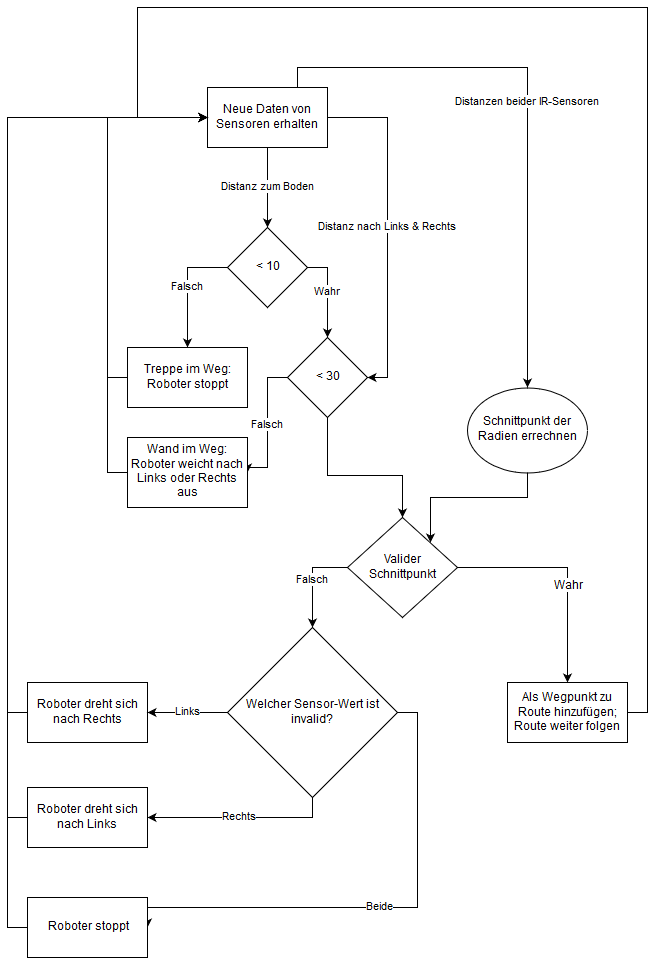 Neue Daten von
Sensoren erhalten
Distanzen beider IR-Sensoren
Distanz zum Boden
Distanz nach Links & Rechts
< 10
Falsch
Wahr
Treppe im Weg:
Roboter stoppt
< 30
Falsch
Schnittpunkt der
Radien errechnen
Wand im Weg:
Roboter weicht nach
Links oder Rechts
aus
Valider
Schnittpunkt
Falsch
Wahr
Welcher Sensor-Wert ist
invalid?
Als Wegpunkt zu
Route hinzufügen;
Route weiter folgen
Roboter dreht sich
nach Rechts
Links
Roboter dreht sich
nach Links
Rechts
Beide
Roboter stoppt